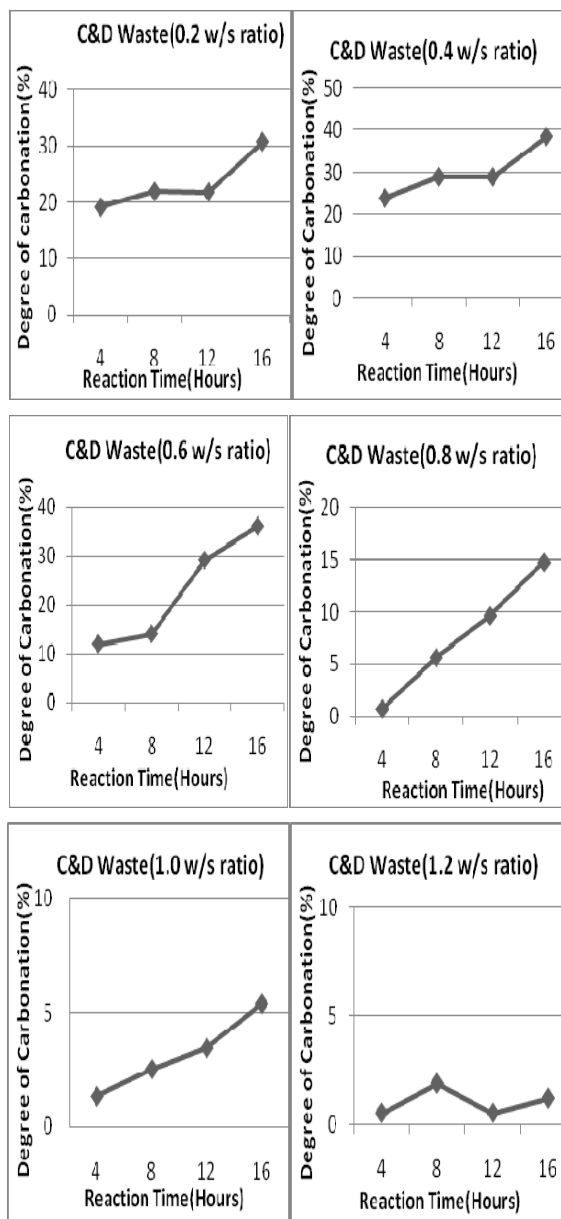 C&D Waste(0.2 w/s ratio)
Degree of carbonation(%)
40
30
20
10
0
4 8 12 16
Reaction Time(Hours)
C&D Waste(0.4 w/s ratio)
Degree of Carbonation(%)
50
40
30
20
10
0
4 8 12 16
Reaction Time(Hours)
C&D Waste(0.6 w/s ratio)
Degree of Carbonation(%)
40
30
20
10
0
4 8 12 16
Reaction Time(Hours)
C&D Waste(0.8 w/s ratio)
Degree of Carbonation(%)
20
15
10
5
0
4 8 12 16
Reaction Time(Hours)
C&D Waste(1.0 w/s ratio)
Degree of Carbonation(%)
10
5
0
4 8 12 16
Reaction Time(Hours)
C&D Waste(1.2 w/s ratio)
Degree of Carbonation(%)
10
5
0
4 8 12 16
Reaction Time(Hours)